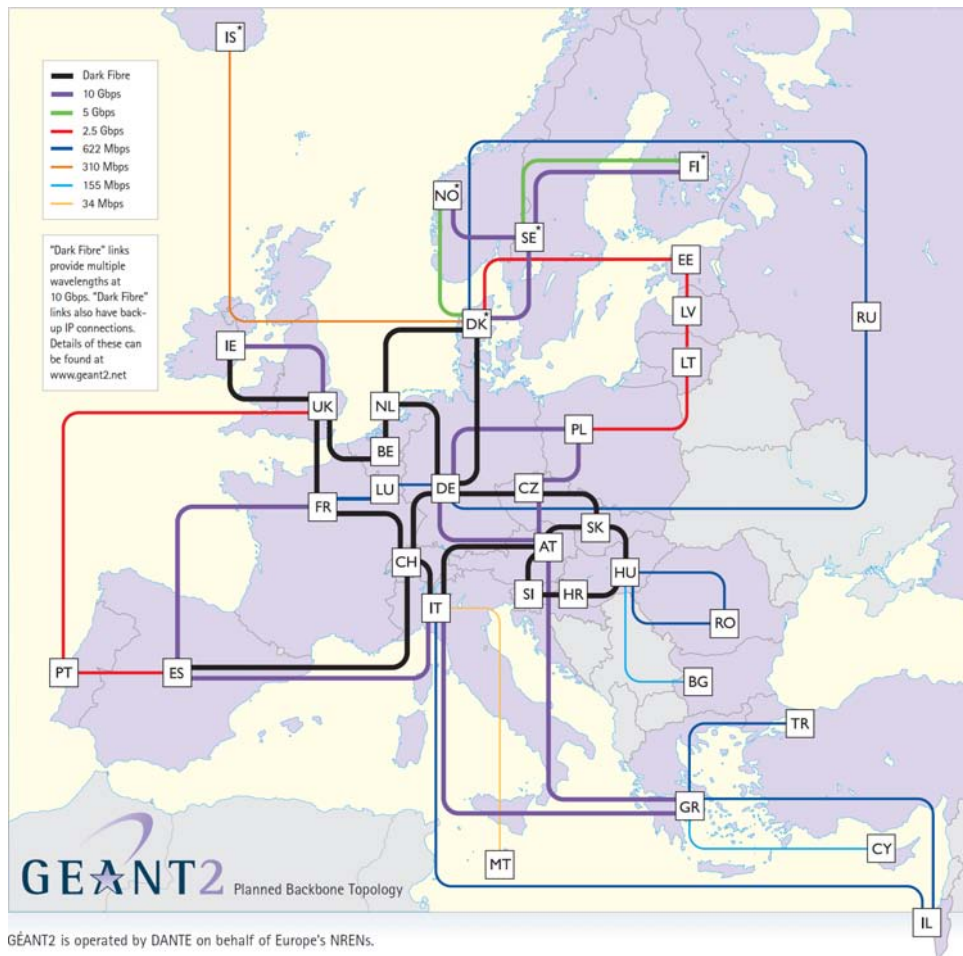 IS*
Dark Fibre
10 Gbps
5 Gbps
2.5 Gbps
622 Mbps
310 Mbps
155 Mbps
34 Mbps
"Dark Fibre" links
provide multiple
wavelengths at
10 Gbps. "Dark Fibre"
links also have back-
up IP connections.
Details of these can
be found at
www.geant2.net
FI*
NO*
SE*
EE
LV
RU
DK*
IE
LT
UK
NL
PL
BE
LU
DE
CZ
FR
SK
AT
CH
HU
SI
HR
IT
RO
PT
ES
BG
TR
GR
CY
MT
IL
GEANT2 Planned Backbone Topology
GÉANT2 is operated by DANTE on behalf of Europe's NRENs.